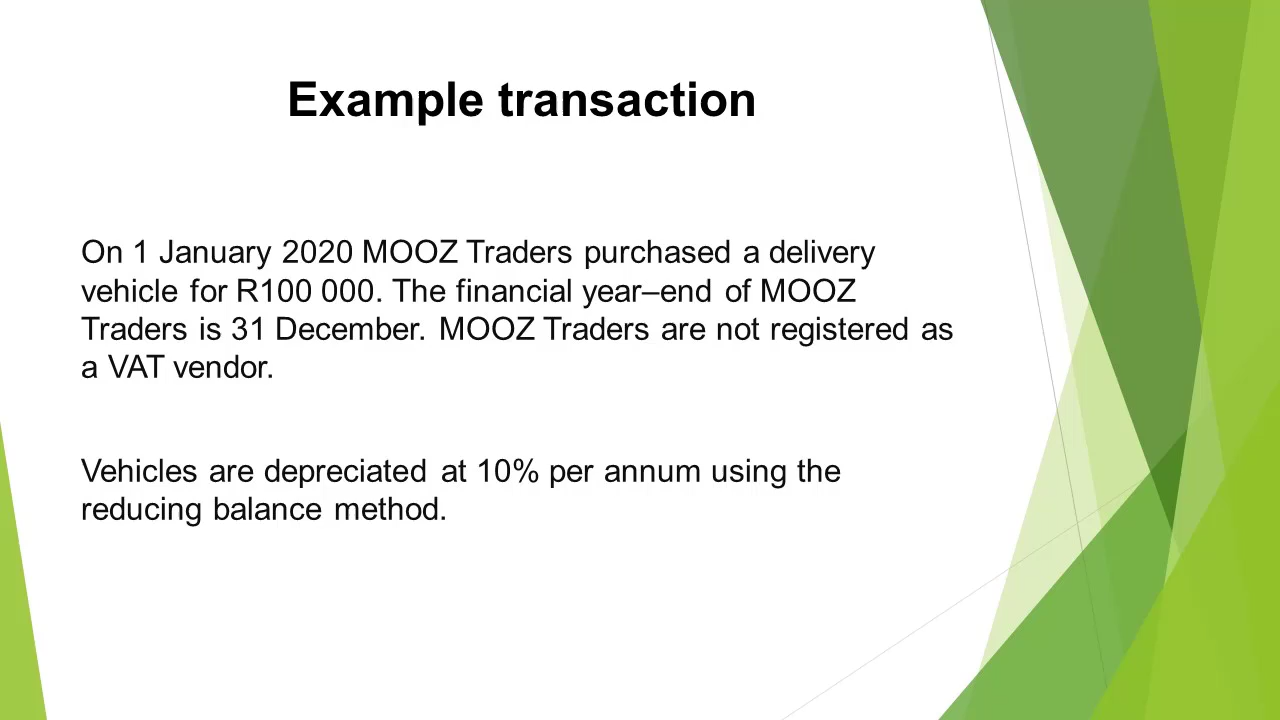 Example transaction
On 1 January 2020 MOOZ Traders purchased a delivery
vehicle for R100 000. The financial year–end of MOOZ
Traders is 31 December. MOOZ Traders are not registered as
a VAT vendor.
Vehicles are depreciated at 10% per annum using the
reducing balance method.